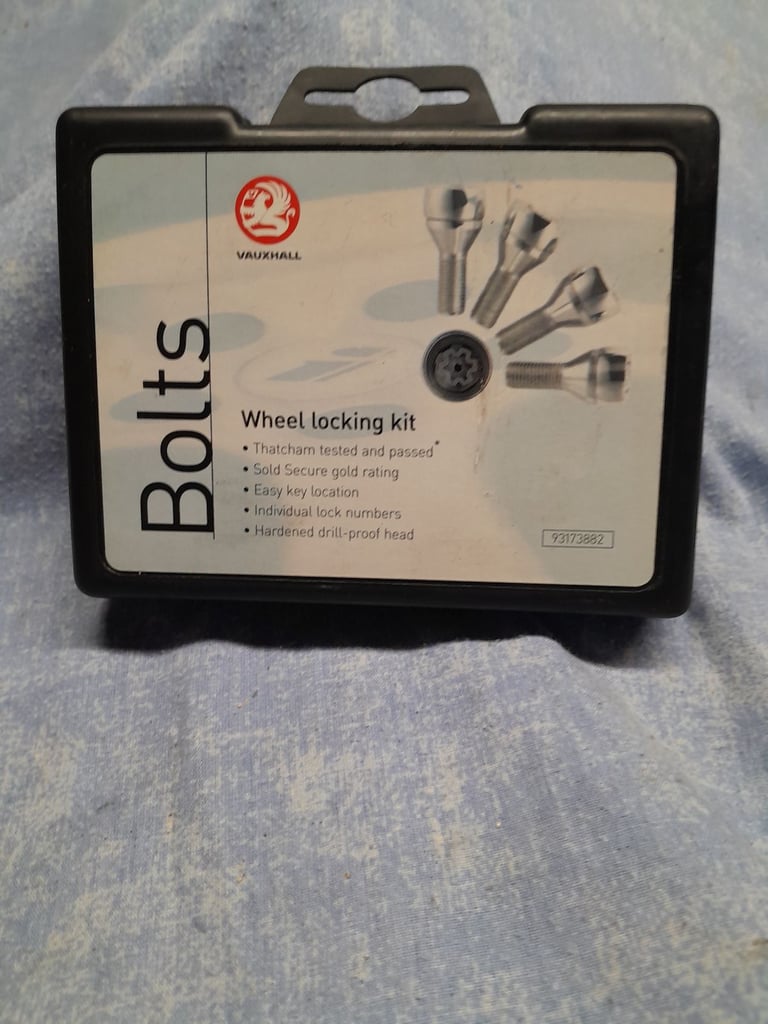 VAUXHALL
Bolts
Wheel locking kit
• Thatcham tested and passed*
• Sold Secure gold rating
• Easy key location
• Individual lock numbers
• Hardened drill-proof head
93173882